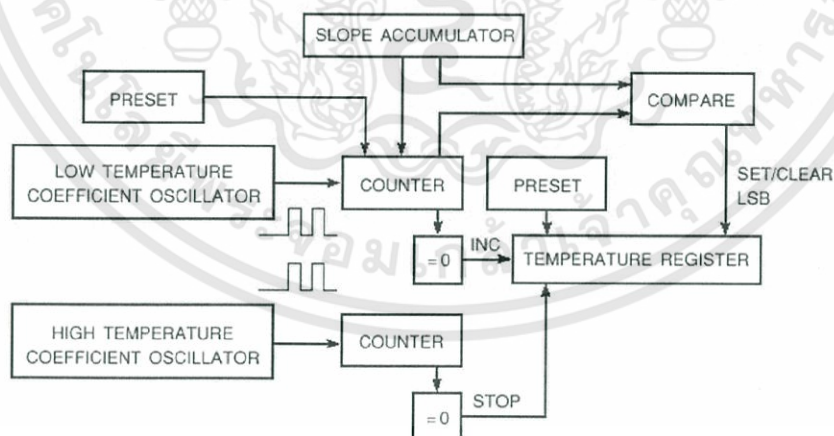 SLOPE ACCUMULATOR
PRESET
COMPARE
LOW TEMPERATURE
COEFFICIENT OSCILLATOR
COUNTER
PRESET
SET/CLEAR
LSB
=0
INC
TEMPERATURE REGISTER
HIGH TEMPERATURE
COEFFICIENT OSCILLATOR
COUNTER
=0
STOP